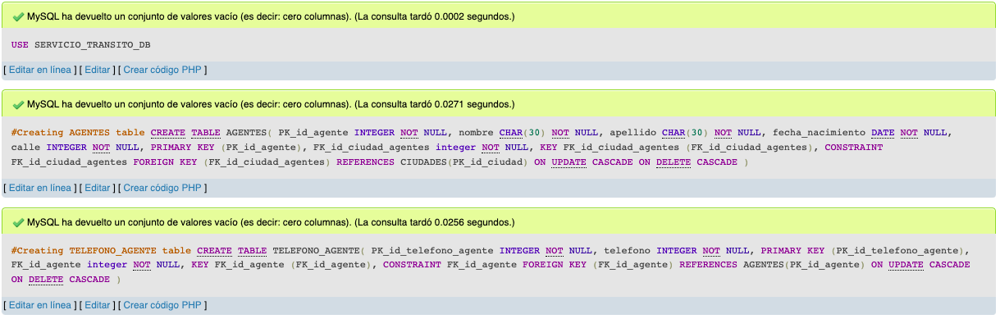 MySQL ha devuelto un conjunto de valores vacío (es decir: cero columnas). (La consulta tardó 0.0002 segundos.)
USE SERVICIO_TRANSITO_DB
[ Editar en línea ] [ Editar ] [ Crear código PHP ]
MySQL ha devuelto un conjunto de valores vacío (es decir: cero columnas). (La consulta tardó 0.0271 segundos.)
#Creating AGENTES table CREATE TABLE AGENTES( PK_id_agente INTEGER NOT NULL, nombre CHAR(30) NOT NULL, apellido CHAR(30) NOT NULL, fecha_nacimiento DATE NOT NULL,
calle INTEGER NOT NULL, PRIMARY KEY (PK_id_agente), FK_id_ciudad_agentes integer NOT NULL, KEY FK_id_ciudad_agentes (FK_id_ciudad_agentes), CONSTRAINT
FK_id_ciudad_agentes FOREIGN KEY (FK_id_ciudad_agentes) REFERENCES CIUDADES(PK_id_ciudad) ON UPDATE CASCADE ON DELETE CASCADE )
[ Editar en línea ] [ Editar ] [ Crear código PHP ]
MySQL ha devuelto un conjunto de valores vacío (es decir: cero columnas). (La consulta tardó 0.0256 segundos.)
#Creating TELEFONO_AGENTE table CREATE TABLE TELEFONO_AGENTE( PK_id_telefono_agente INTEGER NOT NULL, telefono INTEGER NOT NULL, PRIMARY KEY (PK_id_telefono_agente),
FK_id_agente integer NOT NULL, KEY FK_id_agente (FK_id_agente), CONSTRAINT FK_id_agente FOREIGN KEY (FK_id_agente) REFERENCES AGENTES(PK_id_agente) ON UPDATE CASCADE
ON DELETE CASCADE )
[ Editar en línea ] [ Editar ] [ Crear código PHP ]